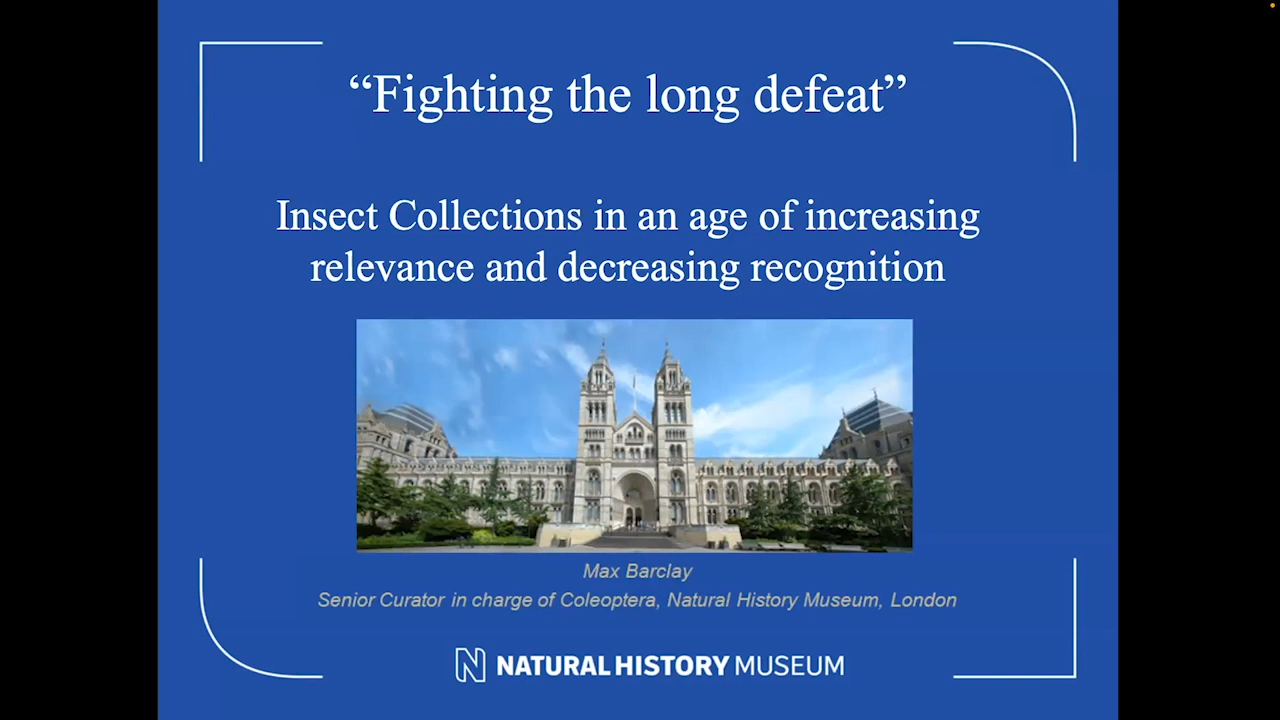 “Fighting the long defeat”
Insect Collections in an age of increasing
relevance and decreasing recognition
Max Barclay
Senior Curator in charge of Coleoptera, Natural History Museum, London
NATURAL HISTORY MUSEUM